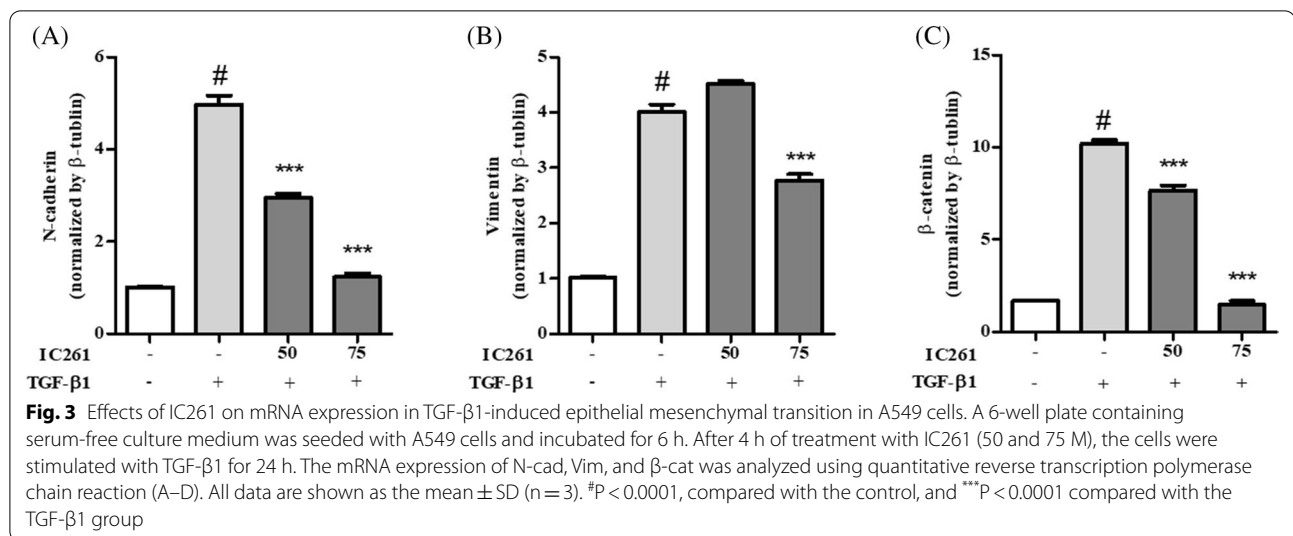 (A)
N-cadherin
(normalized by β-tublin)
6
4
2
0
#
***
***
IC261 - - 50 75
TGF-β1 - + + +
(B)
Vimentin
(normalized by β-tublin)
5
4
3
2
1
0
#
***
IC261 - - 50 75
TGF-β1 - + + +
(C)
β-catenin
(normalized by β-tublin)
15
10
5
0
#
***
***
IC261 - - 50 75
TGF-β1 - + + +
Fig. 3 Effects of IC261 on mRNA expression in TGF-β1-induced epithelial mesenchymal transition in A549 cells. A 6-well plate containing
serum-free culture medium was seeded with A549 cells and incubated for 6 h. After 4 h of treatment with IC261 (50 and 75 M), the cells were
stimulated with TGF-β1 for 24 h. The mRNA expression of N-cad, Vim, and β-cat was analyzed using quantitative reverse transcription polymerase
chain reaction (A–D). All data are shown as the mean ± SD (n = 3). #P < 0.0001, compared with the control, and ***P < 0.0001 compared with the
TGF-β1 group